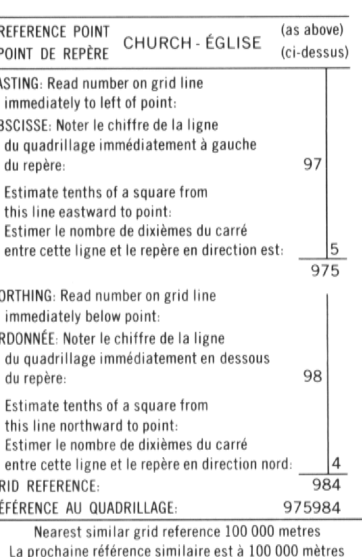 REFERENCE POINT
POINT DE REPÈRE CHURCH - ÉGLISE (as above)
(ci-dessus)
ASTING: Read number on grid line
immediately to left of point:
BSCISSE: Noter le chiffre de la ligne
du quadrillage immédiatement à gauche
du repère: 97
Estimate tenths of a square from
this line eastward to point:
Estimer le nombre de dixièmes du carré
entre cette ligne et le repère en direction est: 5
975
ORTHING: Read number on grid line
immediately below point:
RDONNÉE: Noter le chiffre de la ligne
du quadrillage immédiatement en dessous
du repère: 98
Estimate tenths of a square from
this line northward to point:
Estimer le nombre de dixièmes du carré
entre cette ligne et le repère en direction nord: 4
RID REFERENCE: 984
ÉFÉRENCE AU QUADRILLAGE: 975984
Nearest similar grid reference 100 000 metres
La prochaine référence similaire est à 100 000 mètres